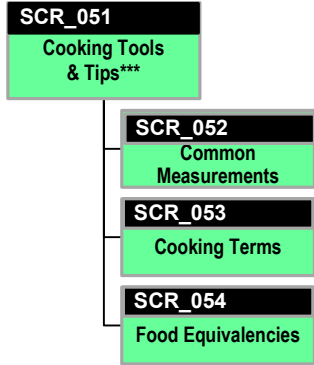 SCR_051
Cooking Tools
& Tips***
SCR_052
Common
Measurements
SCR_053
Cooking Terms
SCR_054
Food Equivalencies